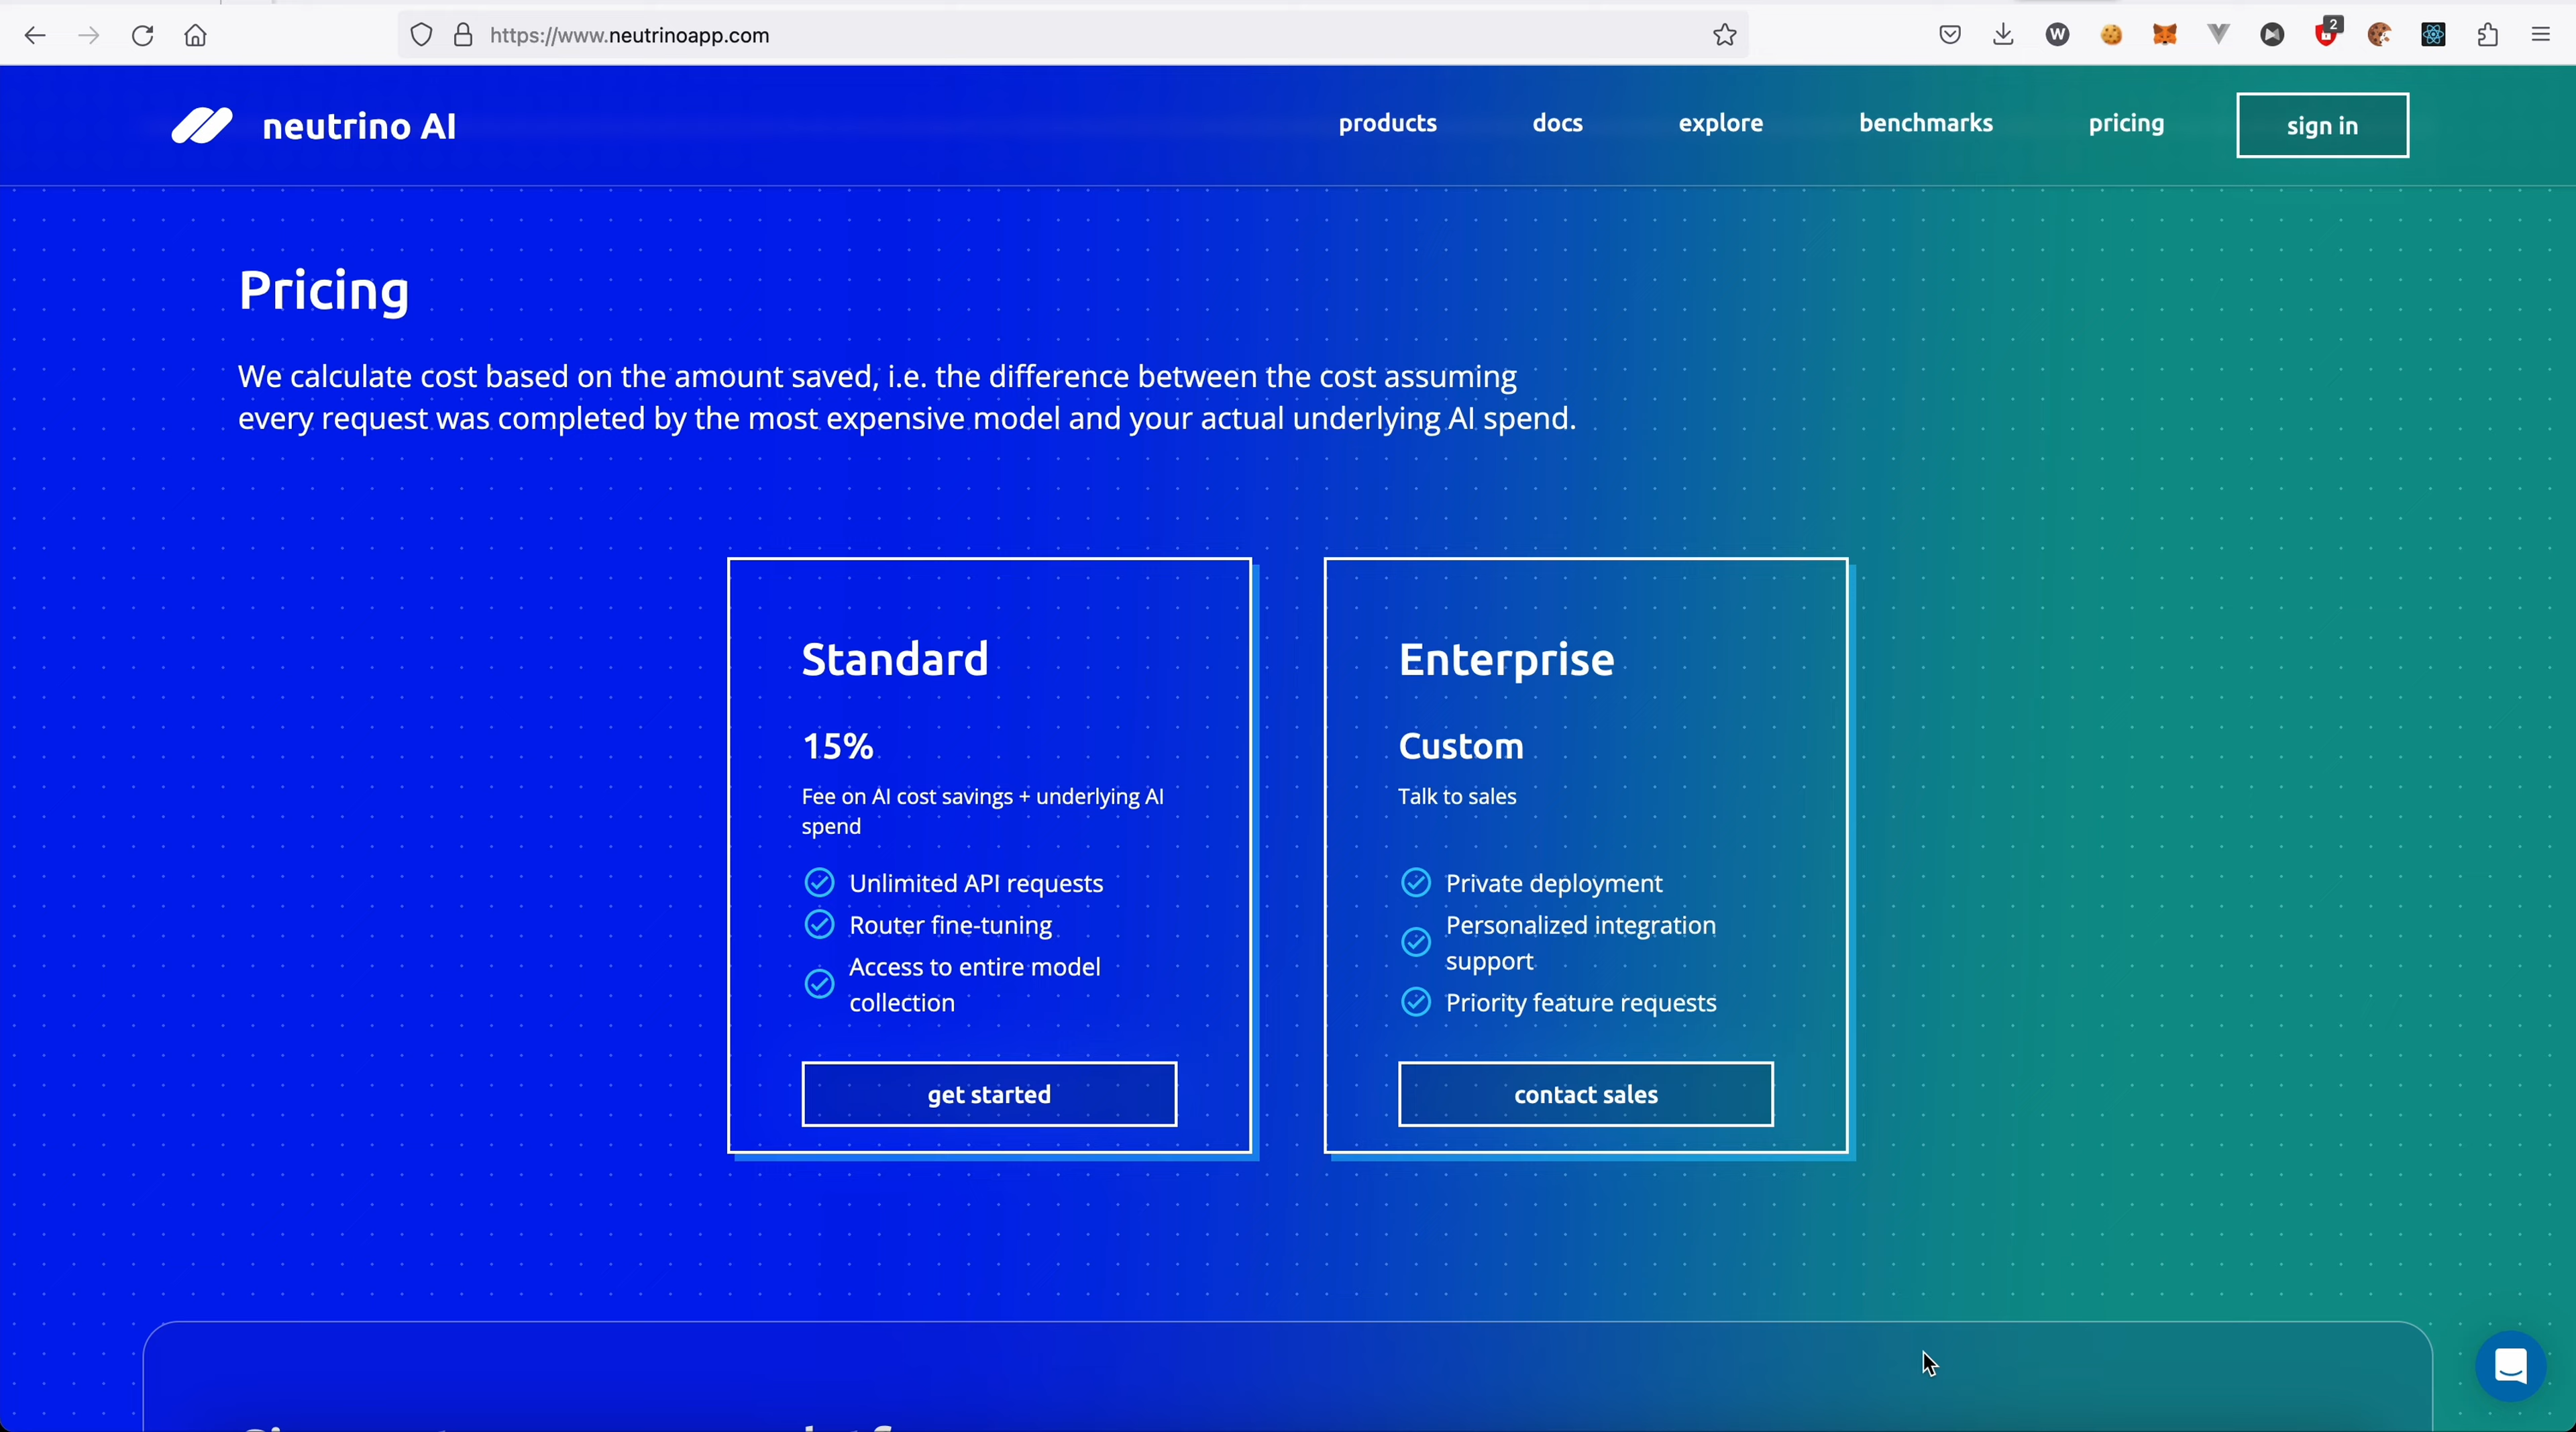 https://www.neutrinoapp.com
W
2
neutrino AI
products
docs
explore
benchmarks
pricing
sign in
Pricing
We calculate cost based on the amount saved, i.e. the difference between the cost assuming
every request was completed by the most expensive model and your actual underlying AI spend.
Standard
15%
Fee on AI cost savings + underlying AI
spend
Unlimited API requests
Router fine-tuning
Access to entire model
collection
get started
Enterprise
Custom
Talk to sales
Private deployment
Personalized integration
support
Priority feature requests
contact sales